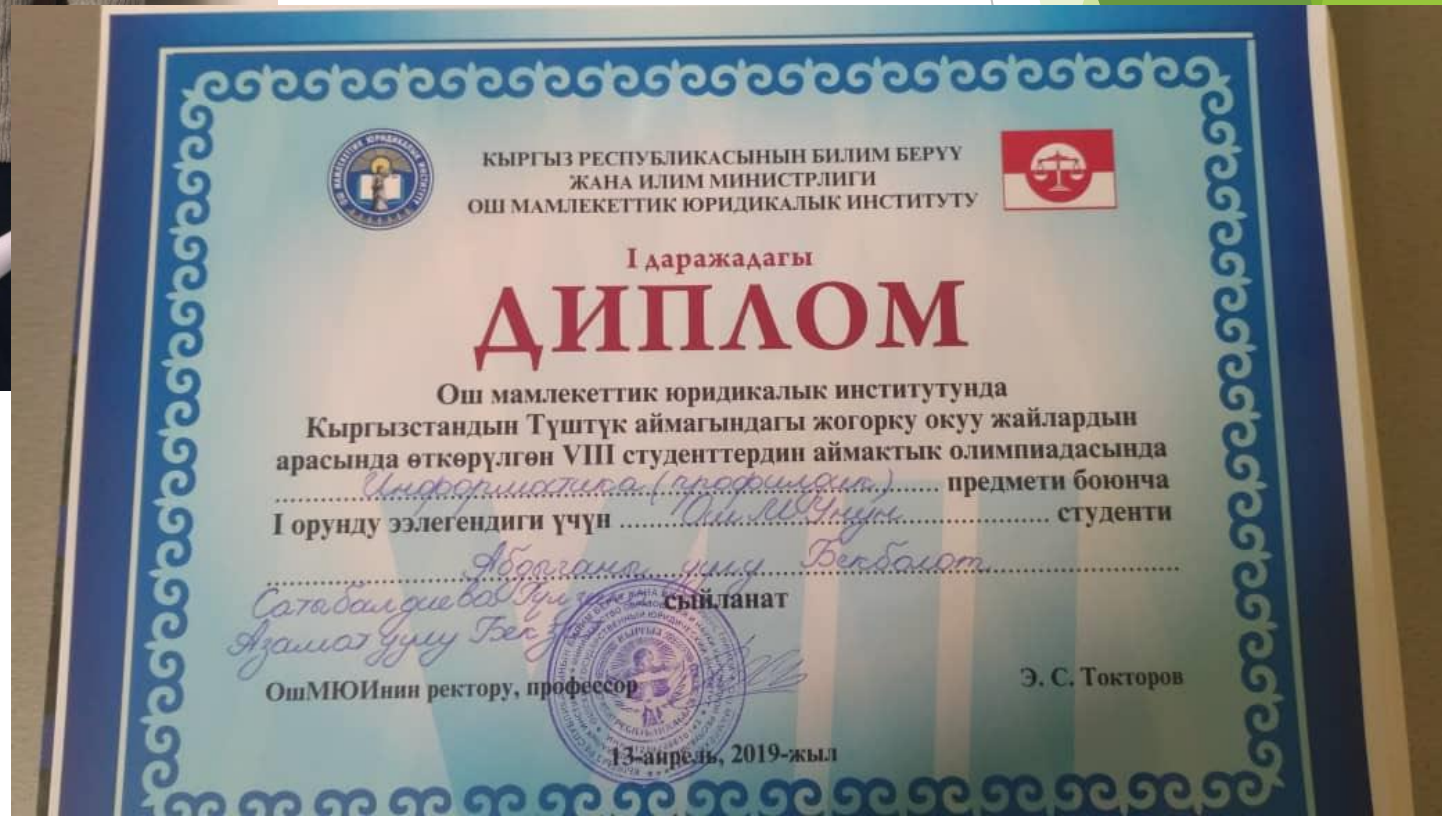 КЫРГЫЗ РЕСПУБЛИКАСЫНЫН БИЛИМ БЕРҮҮ
ЖАНА ИЛИМ МИНИСТРЛИГИ
ОШ МАМЛЕКЕТТИК ЮРИДИКАЛЫК ИНСТИТУТУ
I даражадагы
ДИПЛОМ
Ош мамлекеттик юридикалык институтунда
Кыргызстандын Түштүк аймагындагы жогорку окуу жайлардын
арасында өткөрүлгөн VIII студенттердин аймактык олимпиадасында
Информатика (профилдик) предмети боюнча
I орунду ээлегендиги үчүн ОшМУнун студенти
Абдыганы уулу Бекболот
Сатабалдиева сыйланат
Азамат уулу
ОшМЮИнин ректору, профессор Э. С. Токторов
13-апрель, 2019-жыл